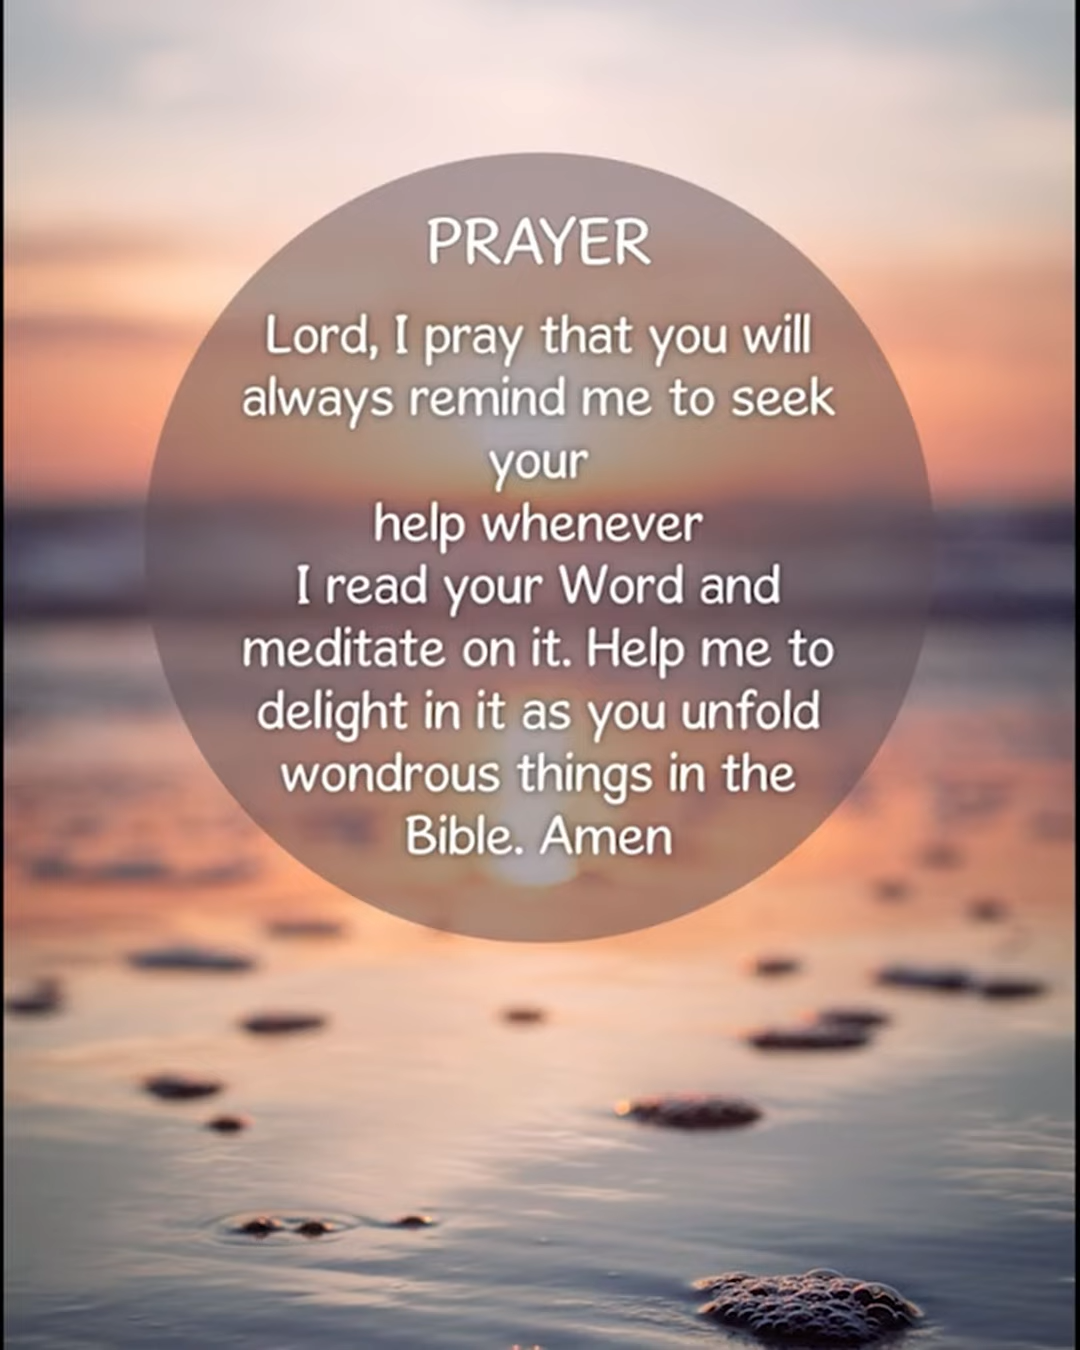 PRAYER
Lord, I pray that you will
always remind me to seek
your
help whenever
I read your Word and
meditate on it. Help me to
delight in it as you unfold
wondrous things in the
Bible. Amen